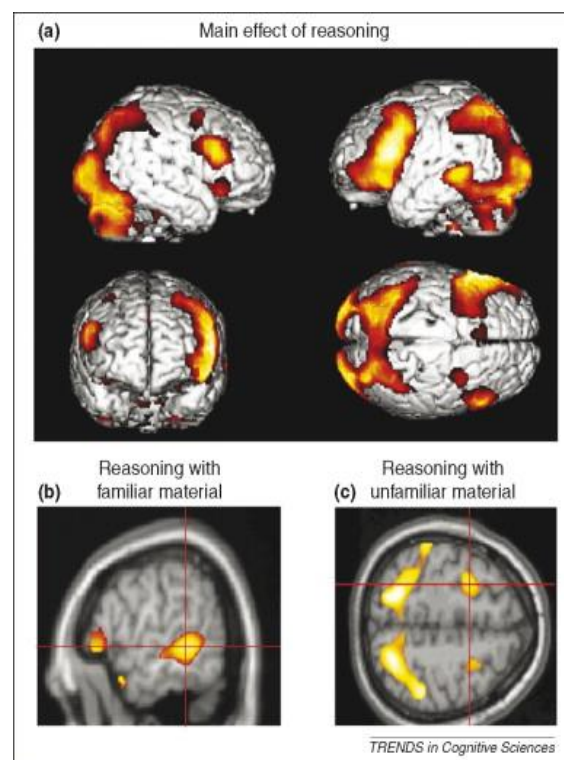 (a) Main effect of reasoning
Reasoning with
(b) familiar material
Reasoning with
(c) unfamiliar material
TRENDS in Cognitive Sciences